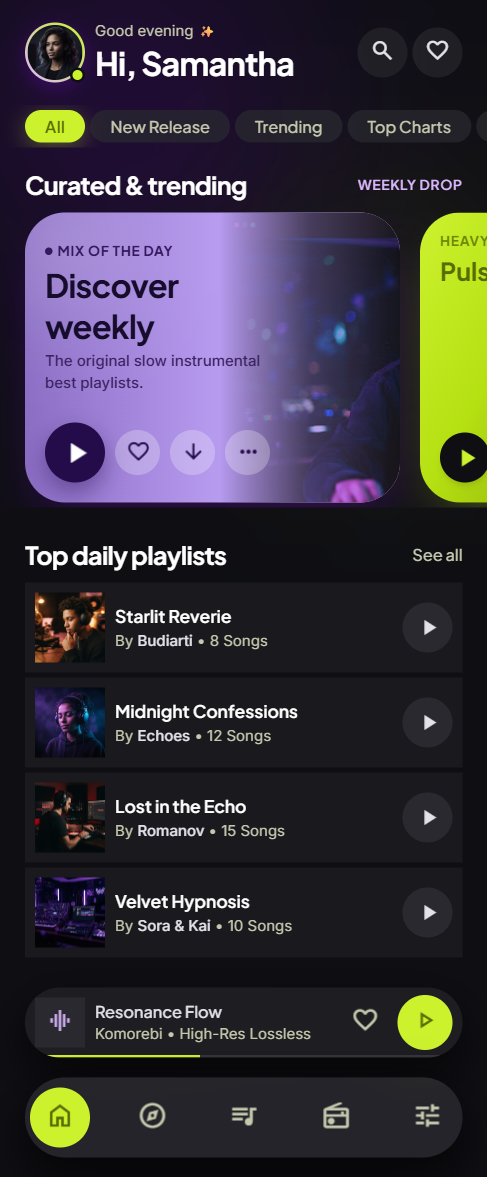 Good evening ✨
Hi, Samantha
All
New Release
Trending
Top Charts
Curated & trending
WEEKLY DROP
MIX OF THE DAY
Discover
weekly
The original slow instrumental
best playlists.
HEAVY
Puls
Top daily playlists
See all
Starlit Reverie
By Budiarti • 8 Songs
Midnight Confessions
By Echoes • 12 Songs
Lost in the Echo
By Romanov • 15 Songs
Velvet Hypnosis
By Sora & Kai • 10 Songs
Resonance Flow
Komorebi • High-Res Lossless